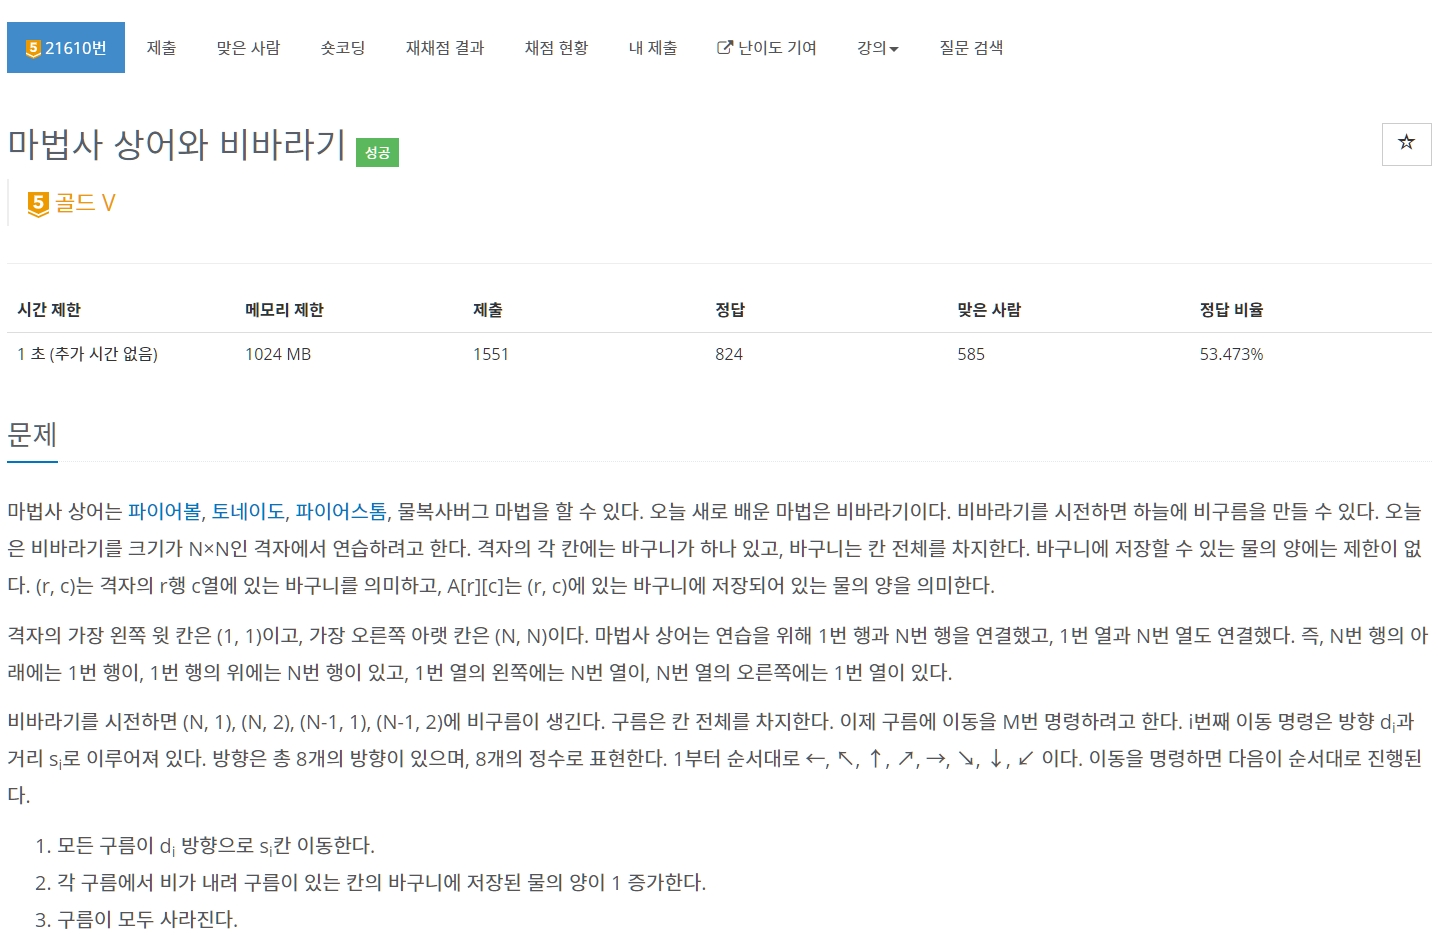 5 21610번 제출 맞은 사람 숏코딩 재채점 결과 채점 현황 내 제출 난이도 기여 강의 질문 검색
마법사 상어와 비바라기 성공
☆
5 골드 V
시간 제한 메모리 제한 제출 정답 맞은 사람 정답 비율
1 초 (추가 시간 없음) 1024 MB 1551 824 585 53.473%
문제
마법사 상어는 파이어볼, 토네이도, 파이어스톰, 물복사버그 마법을 할 수 있다. 오늘 새로 배운 마법은 비바라기이다. 비바라기를 시전하면 하늘에 비구름을 만들 수 있다. 오늘
은 비바라기를 크기가 N×N인 격자에서 연습하려고 한다. 격자의 각 칸에는 바구니가 하나 있고, 바구니는 칸 전체를 차지한다. 바구니에 저장할 수 있는 물의 양에는 제한이 없
다. (r, c)는 격자의 r행 c열에 있는 바구니를 의미하고, A[r][c]는 (r, c)에 있는 바구니에 저장되어 있는 물의 양을 의미한다.
격자의 가장 왼쪽 윗 칸은 (1, 1)이고, 가장 오른쪽 아랫 칸은 (N, N)이다. 마법사 상어는 연습을 위해 1번 행과 N번 행을 연결했고, 1번 열과 N번 열도 연결했다. 즉, N번 행의 아
래에는 1번 행이, 1번 행의 위에는 N번 행이 있고, 1번 열의 왼쪽에는 N번 열이, N번 열의 오른쪽에는 1번 열이 있다.
비바라기를 시전하면 (N, 1), (N, 2), (N-1, 1), (N-1, 2)에 비구름이 생긴다. 구름은 칸 전체를 차지한다. 이제 구름에 이동을 M번 명령하려고 한다. i번째 이동 명령은 방향 di과
거리 si로 이루어져 있다. 방향은 총 8개의 방향이 있으며, 8개의 정수로 표현한다. 1부터 순서대로 ←, ↖, ↑, ↗, →, ↘, ↓, ↙ 이다. 이동을 명령하면 다음이 순서대로 진행된
다.
1. 모든 구름이 di 방향으로 si칸 이동한다.
2. 각 구름에서 비가 내려 구름이 있는 칸의 바구니에 저장된 물의 양이 1 증가한다.
3. 구름이 모두 사라진다.